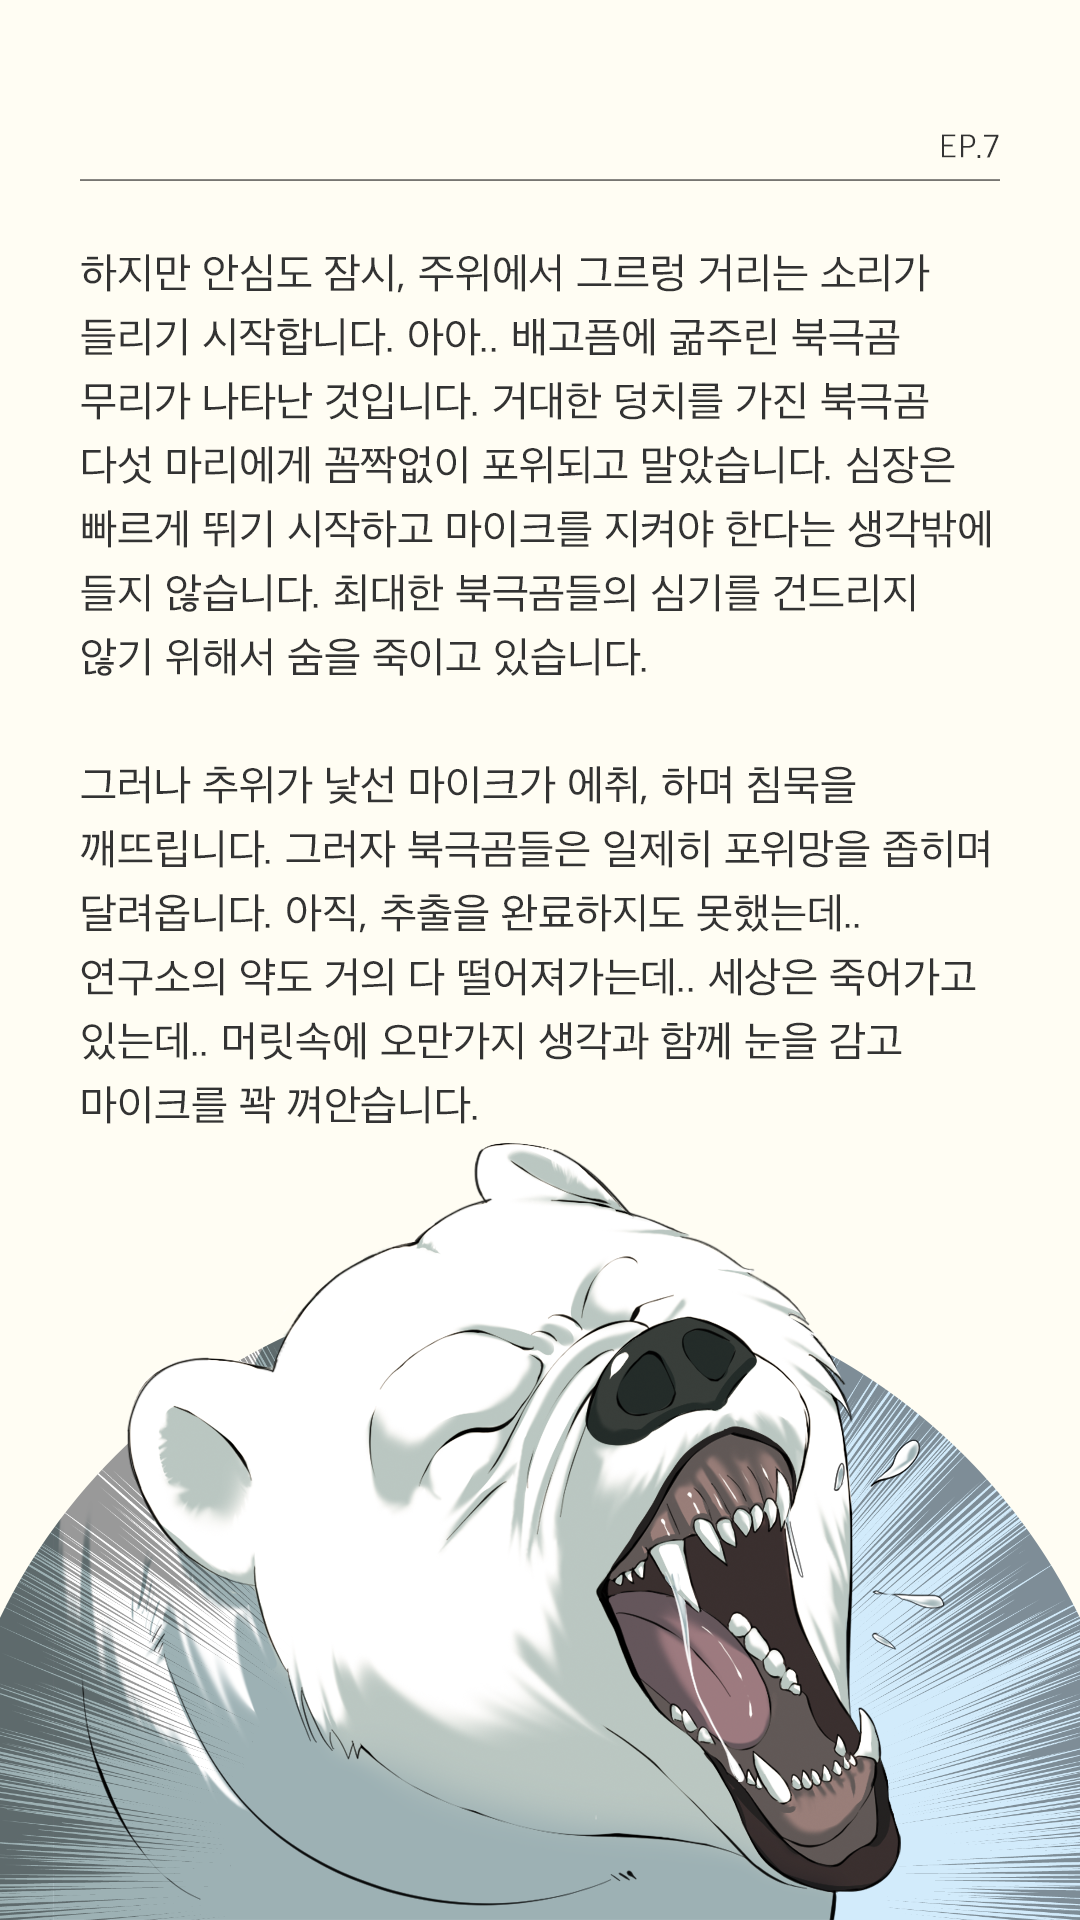 EP.7
하지만 안심도 잠시, 주위에서 그르렁 거리는 소리가
들리기 시작합니다. 아아.. 배고픔에 굶주린 북극곰
무리가 나타난 것입니다. 거대한 덩치를 가진 북극곰
다섯 마리에게 꼼짝없이 포위되고 말았습니다. 심장은
빠르게 뛰기 시작하고 마이크를 지켜야 한다는 생각밖에
들지 않습니다. 최대한 북극곰들의 심기를 건드리지
않기 위해서 숨을 죽이고 있습니다.
그러나 추위가 낯선 마이크가 에취, 하며 침묵을
깨뜨립니다. 그러자 북극곰들은 일제히 포위망을 좁히며
달려옵니다. 아직, 추출을 완료하지도 못했는데..
연구소의 약도 거의 다 떨어져가는데.. 세상은 죽어가고
있는데.. 머릿속에 오만가지 생각과 함께 눈을 감고
마이크를 꽉 껴안습니다.